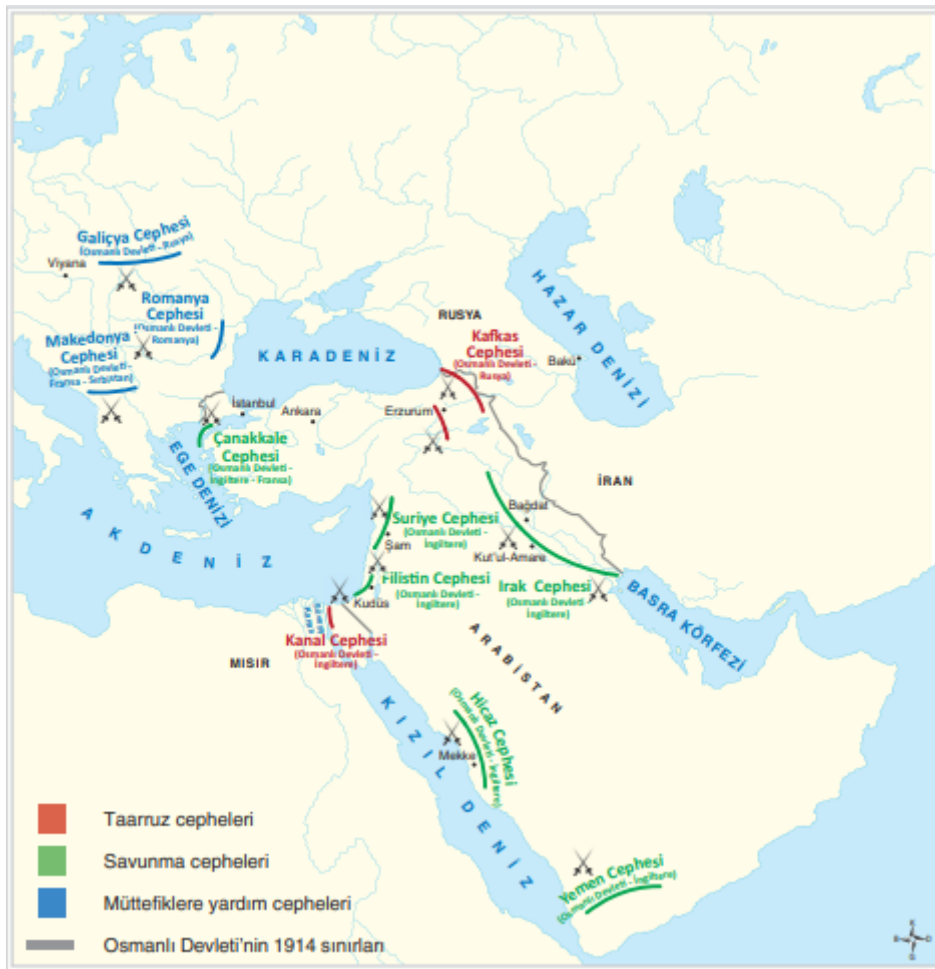 Galiçya Cephesi
(Osmanlı Devleti - Rusya)
Viyana
Romanya
Cephesi
(Osmanlı Devleti -
Romanya)
Makedonya
Cephesi
(Osmanlı Devleti -
Fransa - Sırbistan)
KARADENİZ
RUSYA
Kafkas
Cephesi
(Osmanlı Devleti -
Rusya)
HAZAR DENİZİ
Bakü
İstanbul
Ankara
Erzurum
Çanakkale
Cephesi
(Osmanlı Devleti -
İngiltere - Fransa)
EGE DENİZİ
AKDENİZ
İRAN
Bağdat
Kut'ul-Amare
Suriye Cephesi
(Osmanlı Devleti -
İngiltere)
Şam
Filistin Cephesi
(Osmanlı Devleti -
İngiltere)
Kudüs
Irak Cephesi
(Osmanlı Devleti
İngiltere)
BASRA KÖRFEZİ
Kanal Cephesi
(Osmanlı Devleti -
İngiltere)
MISIR
ARABİSTAN
KIZIL DENİZ
Hicaz Cephesi
(Osmanlı Devleti - İngiltere)
Mekke
Yemen Cephesi
(Osmanlı Devleti - İngiltere)
Taarruz cepheleri
Savunma cepheleri
Müttefiklere yardım cepheleri
Osmanlı Devleti'nin 1914 sınırları